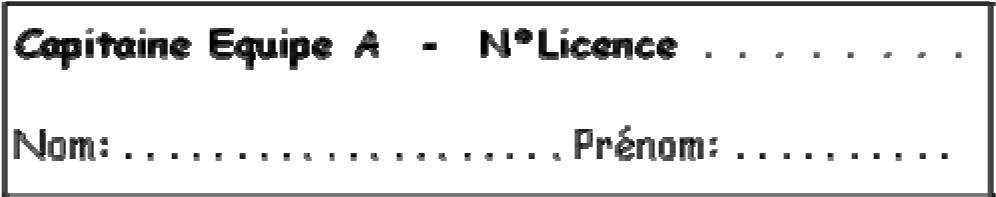 Capitaine Equipe A - N°Licence . . . . . . . . .
Nom: . . . . . . . . . . . . . . . . . . . . Prénom: . . . . . . . . . .